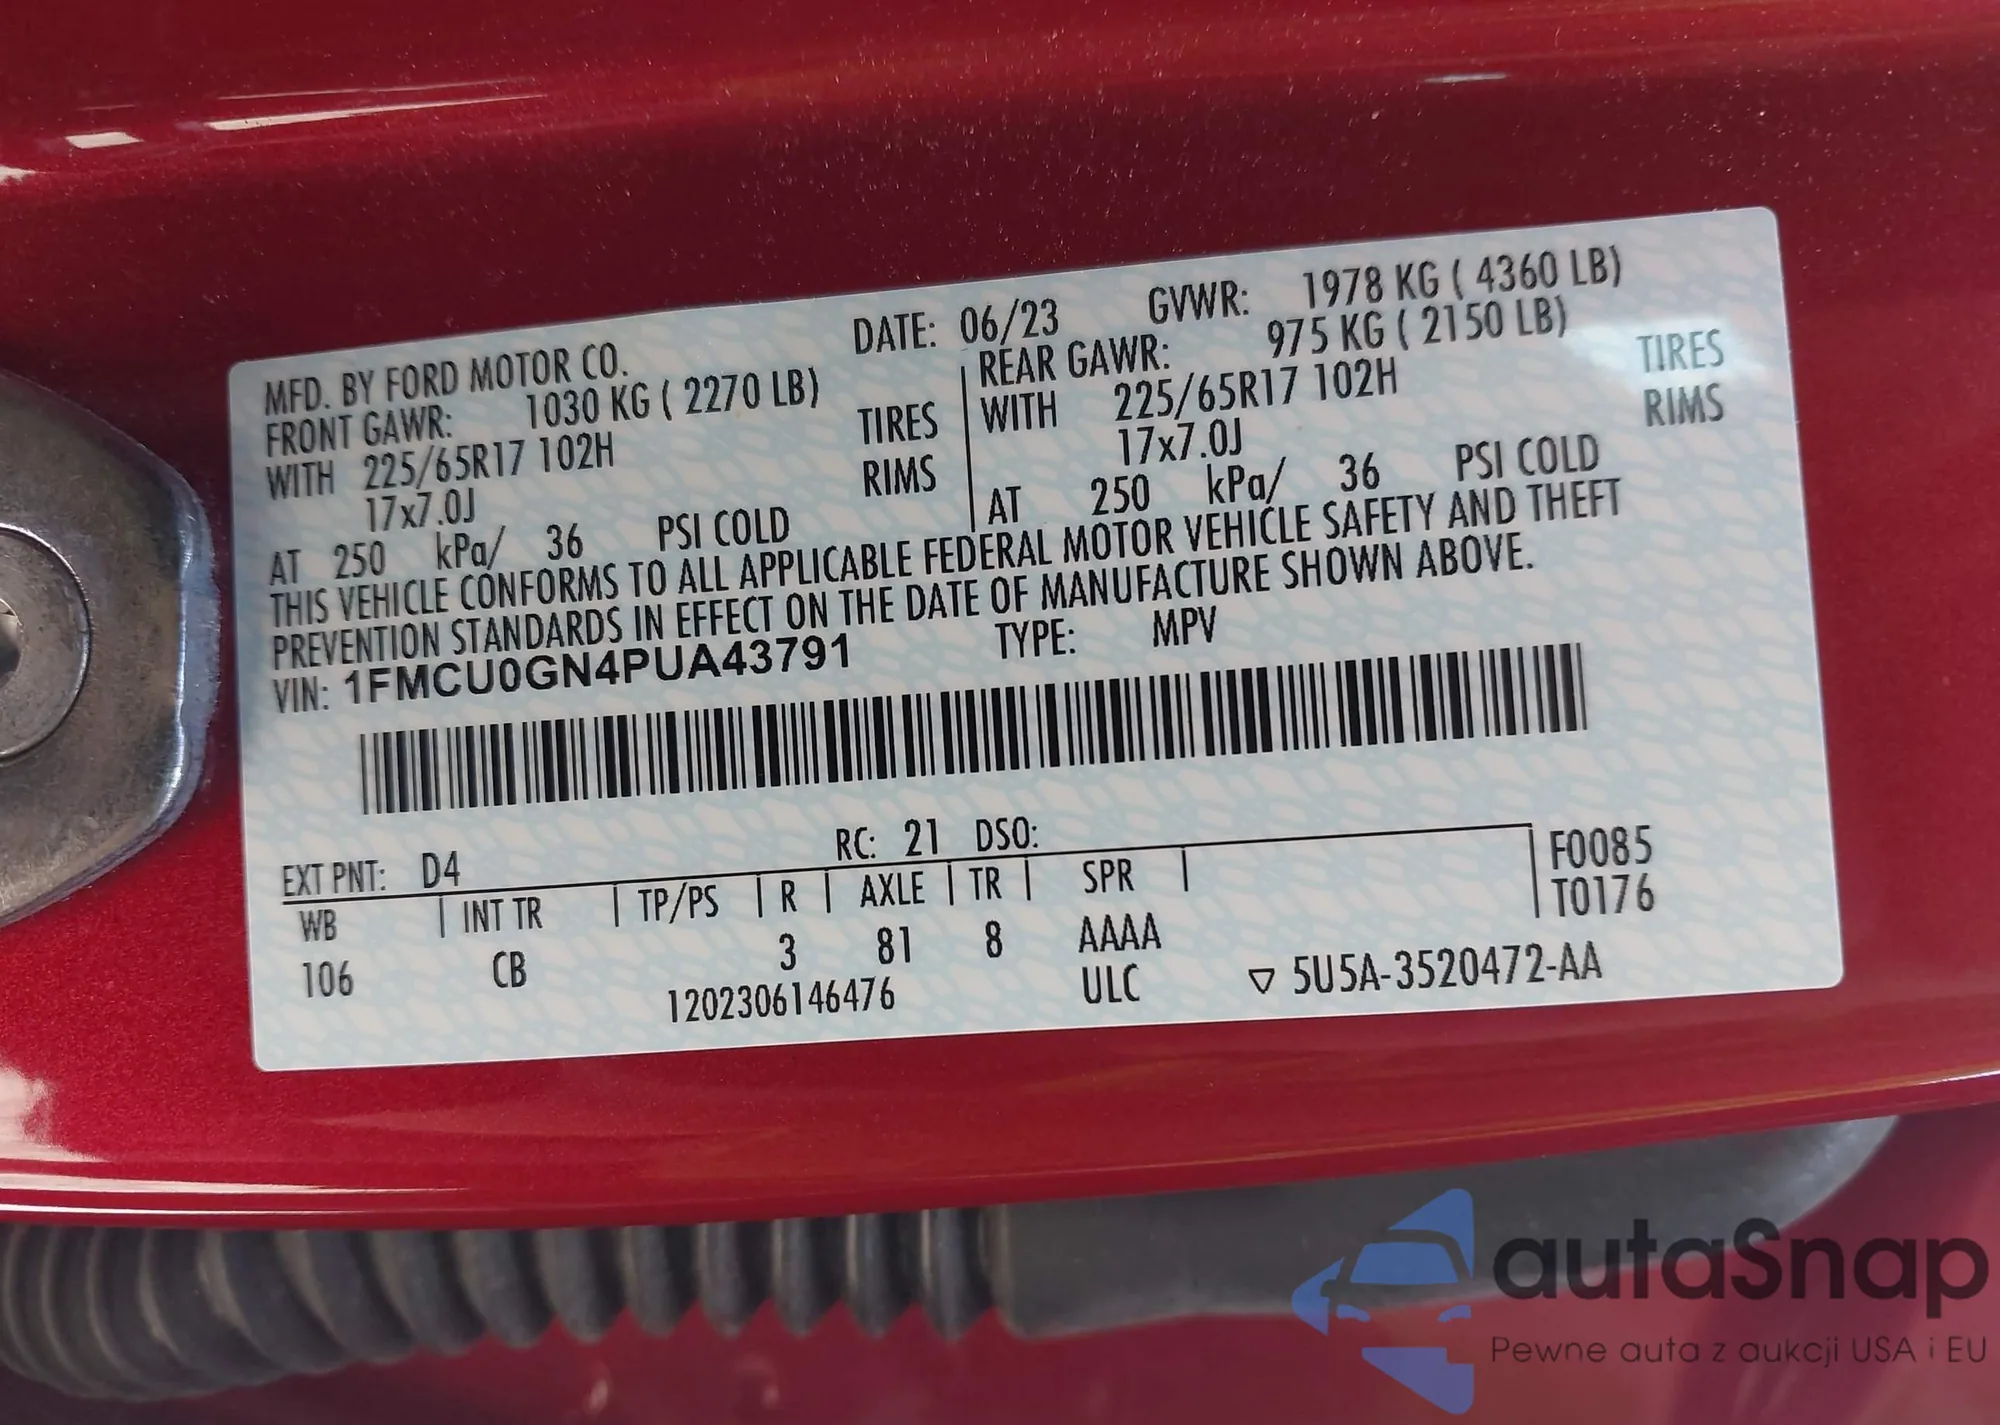 MFD. BY FORD MOTOR CO. DATE: 06/23 GVWR: 1978 KG ( 4360 LB)
FRONT GAWR: 1030 KG ( 2270 LB) REAR GAWR: 975 KG ( 2150 LB)
WITH 225/65R17 102H TIRES WITH 225/65R17 102H TIRES
17x7.0J RIMS 17x7.0J RIMS
AT 250 kPa/ 36 PSI COLD AT 250 kPa/ 36 PSI COLD
THIS VEHICLE CONFORMS TO ALL APPLICABLE FEDERAL MOTOR VEHICLE SAFETY AND THEFT
PREVENTION STANDARDS IN EFFECT ON THE DATE OF MANUFACTURE SHOWN ABOVE.
VIN: 1FMCU0GN4PUA43791 TYPE: MPV
EXT PNT: D4 RC: 21 DSO: F0085
WB INT TR TP/PS R AXLE TR SPR T0176
106 CB 3 81 8 AAAA
1202306146476 ULC ▽ 5U5A-3520472-AA
autaSnap
Pewne auta z aukcji USA i EU